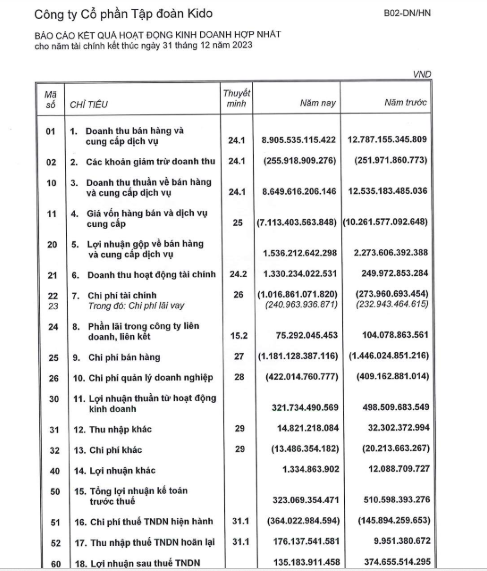 Công ty Cổ phần Tập đoàn Kido B02-DN/HN
BÁO CÁO KẾT QUẢ HOẠT ĐỘNG KINH DOANH HỢP NHẤT
cho năm tài chính kết thúc ngày 31 tháng 12 năm 2023
VND
Mã số CHỈ TIÊU Thuyết minh Năm nay Năm trước
01 1. Doanh thu bán hàng và
cung cấp dịch vụ 24.1 8.905.535.115.422 12.787.155.345.809
02 2. Các khoản giảm trừ doanh thu 24.1 (255.918.909.276) (251.971.860.773)
10 3. Doanh thu thuần về bán hàng
và cung cấp dịch vụ 24.1 8.649.616.206.146 12.535.183.485.036
11 4. Giá vốn hàng bán và dịch vụ
cung cấp 25 (7.113.403.563.848) (10.261.577.092.648)
20 5. Lợi nhuận gộp về bán hàng
và cung cấp dịch vụ 1.536.212.642.298 2.273.606.392.388
21 6. Doanh thu hoạt động tài chính 24.2 1.330.234.022.531 249.972.853.284
22 7. Chi phí tài chính 26 (1.016.861.071.820) (273.960.693.454)
23 Trong đó: Chi phí lãi vay (240.963.936.871) (232.943.464.615)
24 8. Phần lãi trong công ty liên
doanh, liên kết 15.2 75.292.045.453 104.078.863.561
25 9. Chi phí bán hàng 27 (1.181.128.387.116) (1.446.024.851.216)
26 10. Chi phí quản lý doanh nghiệp 28 (422.014.760.777) (409.162.881.014)
30 11. Lợi nhuận thuần từ hoạt động
kinh doanh 321.734.490.569 498.509.683.549
31 12. Thu nhập khác 29 14.821.218.084 32.302.372.994
32 13. Chi phí khác 29 (13.486.354.182) (20.213.663.267)
40 14. Lợi nhuận khác 1.334.863.902 12.088.709.727
50 15. Tổng lợi nhuận kế toán
trước thuế 323.069.354.471 510.598.393.276
51 16. Chi phí thuế TNDN hiện hành 31.1 (364.022.984.594) (145.894.259.653)
52 17. Thu nhập thuế TNDN hoãn lại 31.1 176.137.541.581 9.951.380.672
60 18. Lợi nhuận sau thuế TNDN 135.183.911.458 374.655.514.295